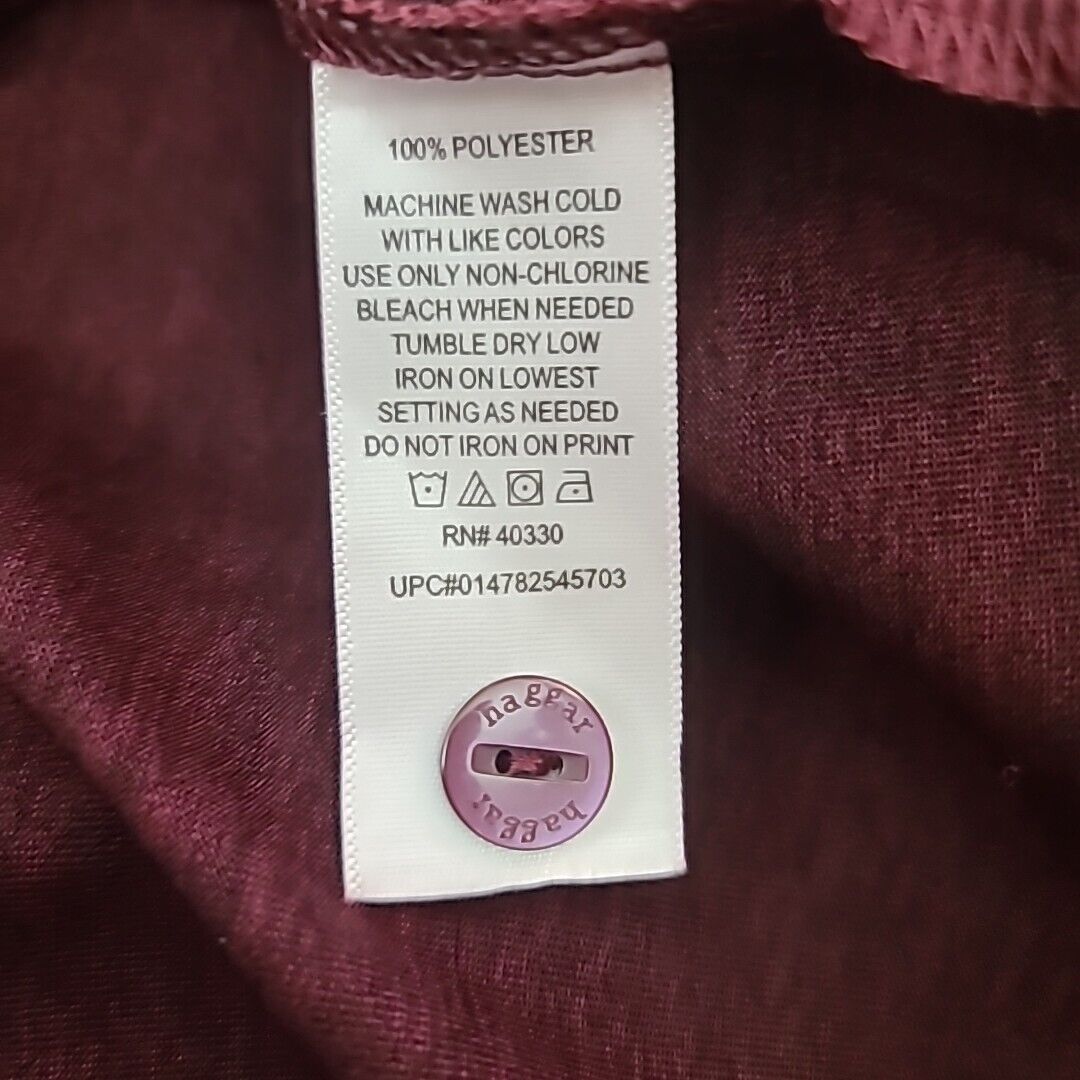 100% POLYESTER
MACHINE WASH COLD
WITH LIKE COLORS
USE ONLY NON-CHLORINE
BLEACH WHEN NEEDED
TUMBLE DRY LOW
IRON ON LOWEST
SETTING AS NEEDED
DO NOT IRON ON PRINT
RN# 40330
UPC#014782545703
haggar
haggar